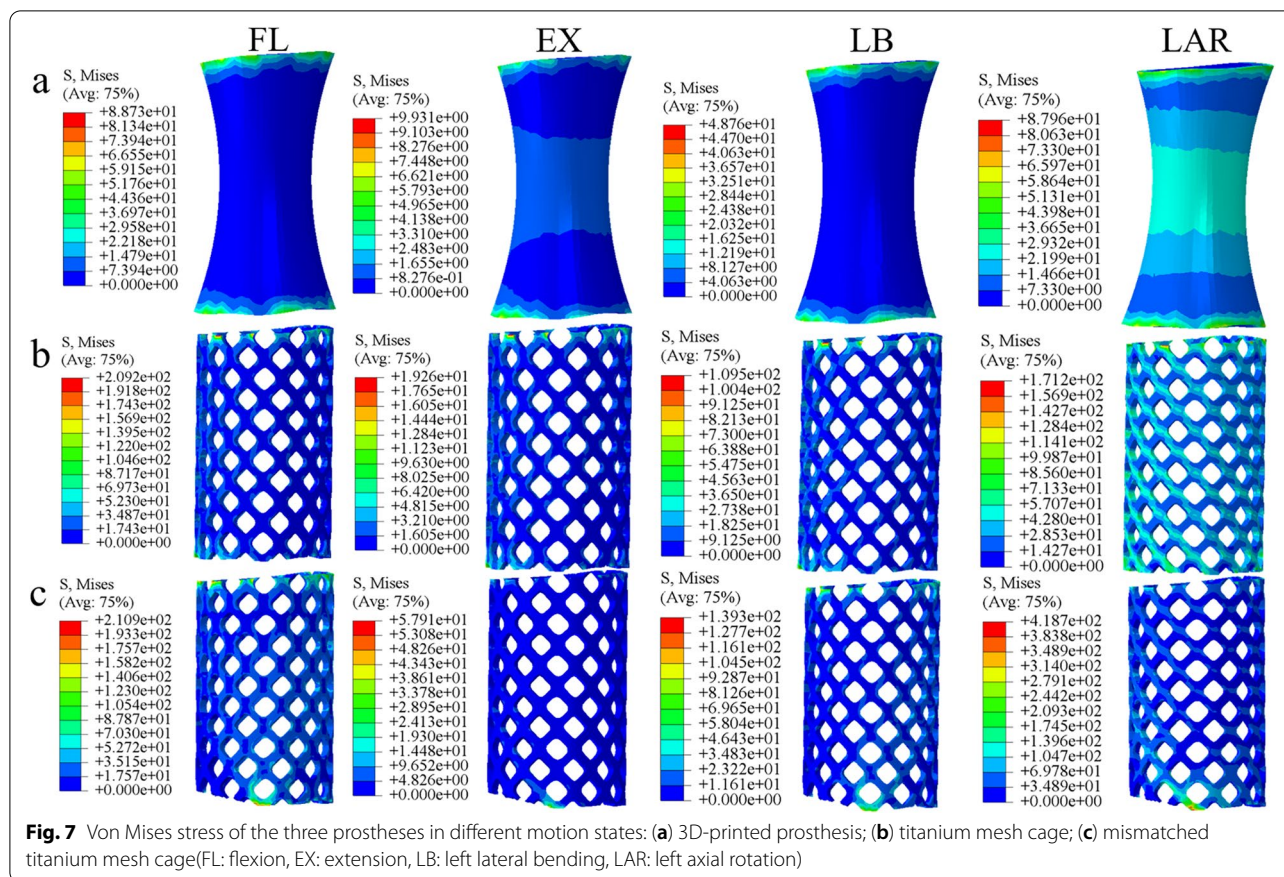 FL
EX
LB
LAR
a
S, Mises
(Avg: 75%)
+8.873e+01
+8.134e+01
+7.394e+01
+6.655e+01
+5.915e+01
+5.176e+01
+4.436e+01
+3.697e+01
+2.958e+01
+2.218e+01
+1.479e+01
+7.394e+00
+0.000e+00
S, Mises
(Avg: 75%)
+9.931e+00
+9.103e+00
+8.276e+00
+7.448e+00
+6.621e+00
+5.793e+00
+4.965e+00
+4.138e+00
+3.310e+00
+2.483e+00
+1.655e+00
+8.276e-01
+0.000e+00
S, Mises
(Avg: 75%)
+4.876e+01
+4.470e+01
+4.063e+01
+3.657e+01
+3.251e+01
+2.844e+01
+2.438e+01
+2.032e+01
+1.625e+01
+1.219e+01
+8.127e+00
+4.063e+00
+0.000e+00
S, Mises
(Avg: 75%)
+8.796e+01
+8.063e+01
+7.330e+01
+6.597e+01
+5.864e+01
+5.131e+01
+4.398e+01
+3.665e+01
+2.932e+01
+2.199e+01
+1.466e+01
+7.330e+00
+0.000e+00
b
S, Mises
(Avg: 75%)
+2.092e+02
+1.918e+02
+1.743e+02
+1.569e+02
+1.395e+02
+1.220e+02
+1.046e+02
+8.717e+01
+6.973e+01
+5.230e+01
+3.487e+01
+1.743e+01
+0.000e+00
S, Mises
(Avg: 75%)
+1.926e+01
+1.765e+01
+1.605e+01
+1.444e+01
+1.284e+01
+1.123e+01
+9.630e+00
+8.025e+00
+6.420e+00
+4.815e+00
+3.210e+00
+1.605e+00
+0.000e+00
S, Mises
(Avg: 75%)
+1.095e+02
+1.004e+02
+9.125e+01
+8.213e+01
+7.300e+01
+6.388e+01
+5.475e+01
+4.563e+01
+3.650e+01
+2.738e+01
+1.825e+01
+9.125e+00
+0.000e+00
S, Mises
(Avg: 75%)
+1.712e+02
+1.569e+02
+1.427e+02
+1.284e+02
+1.141e+02
+9.987e+01
+8.560e+01
+7.133e+01
+5.707e+01
+4.280e+01
+2.853e+01
+1.427e+01
+0.000e+00
c
S, Mises
(Avg: 75%)
+2.109e+02
+1.933e+02
+1.757e+02
+1.582e+02
+1.406e+02
+1.230e+02
+1.054e+02
+8.787e+01
+7.030e+01
+5.272e+01
+3.515e+01
+1.757e+01
+0.000e+00
S, Mises
(Avg: 75%)
+5.791e+01
+5.308e+01
+4.826e+01
+4.343e+01
+3.861e+01
+3.378e+01
+2.895e+01
+2.413e+01
+1.930e+01
+1.448e+01
+9.652e+00
+4.826e+00
+0.000e+00
S, Mises
(Avg: 75%)
+1.393e+02
+1.277e+02
+1.161e+02
+1.045e+02
+9.287e+01
+8.126e+01
+6.965e+01
+5.804e+01
+4.643e+01
+3.483e+01
+2.322e+01
+1.161e+01
+0.000e+00
S, Mises
(Avg: 75%)
+4.187e+02
+3.838e+02
+3.489e+02
+3.140e+02
+2.791e+02
+2.442e+02
+2.093e+02
+1.745e+02
+1.396e+02
+1.047e+02
+6.978e+01
+3.489e+01
+0.000e+00
Fig. 7 Von Mises stress of the three prostheses in different motion states: (a) 3D-printed prosthesis; (b) titanium mesh cage; (c) mismatched
titanium mesh cage(FL: flexion, EX: extension, LB: left lateral bending, LAR: left axial rotation)